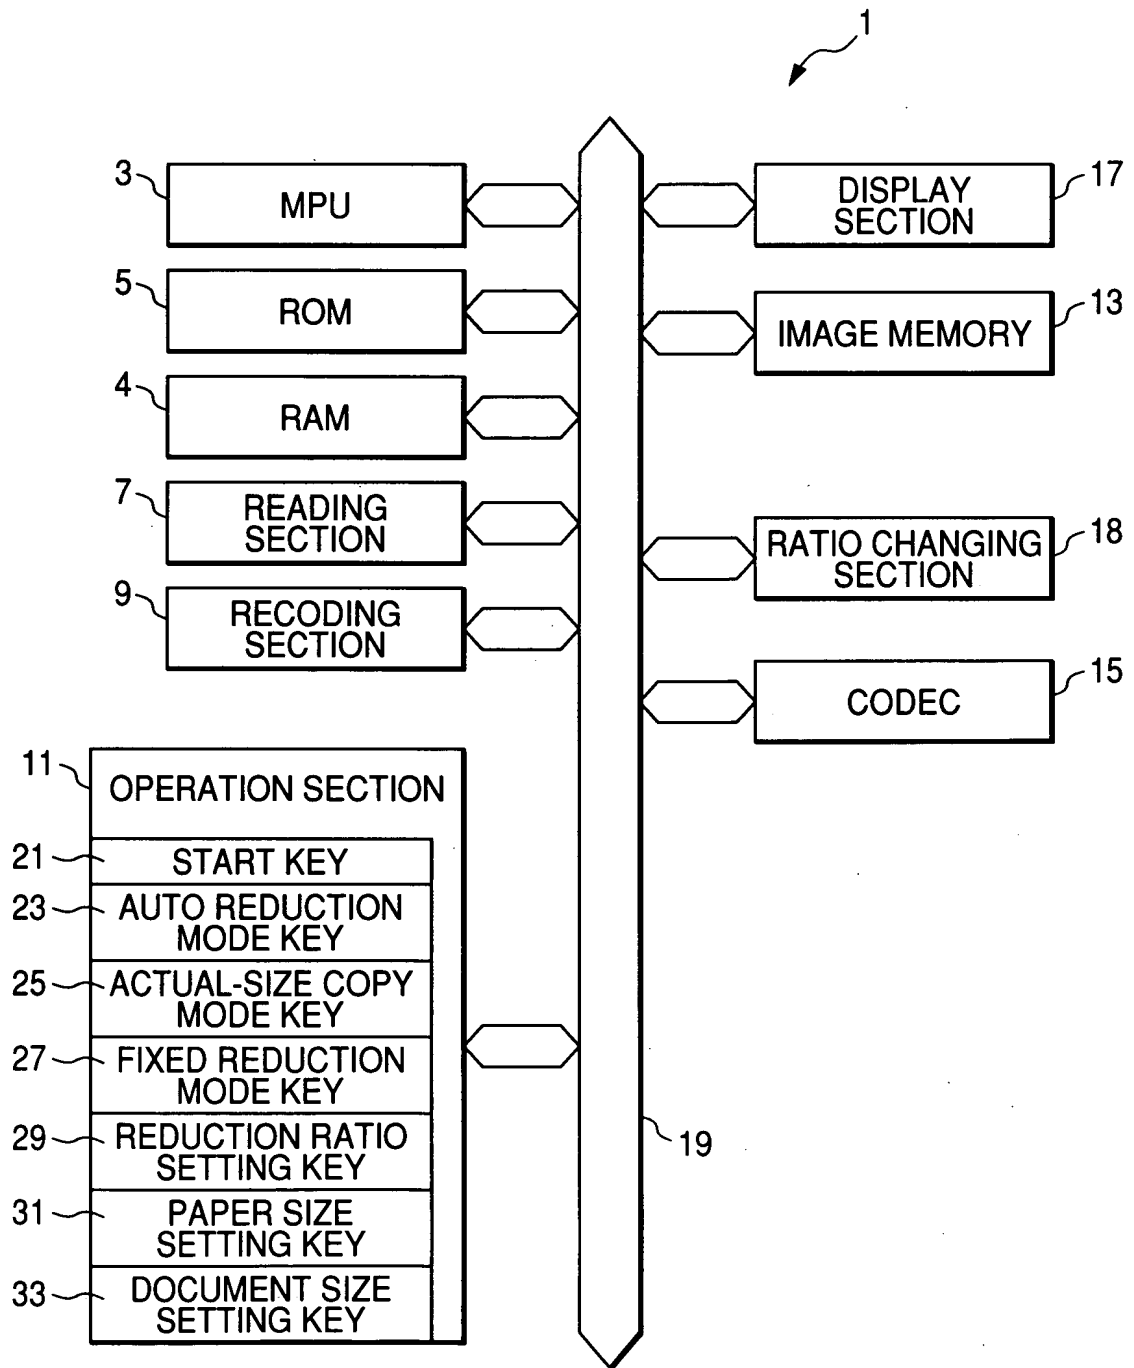 1
3
MPU
5
ROM
4
RAM
7
READING
SECTION
9
RECODING
SECTION
11
OPERATION SECTION
21
START KEY
23
AUTO REDUCTION
MODE KEY
25
ACTUAL-SIZE COPY
MODE KEY
27
FIXED REDUCTION
MODE KEY
29
REDUCTION RATIO
SETTING KEY
31
PAPER SIZE
SETTING KEY
33
DOCUMENT SIZE
SETTING KEY
DISPLAY
SECTION
17
IMAGE MEMORY
13
RATIO CHANGING
SECTION
18
CODEC
15
19